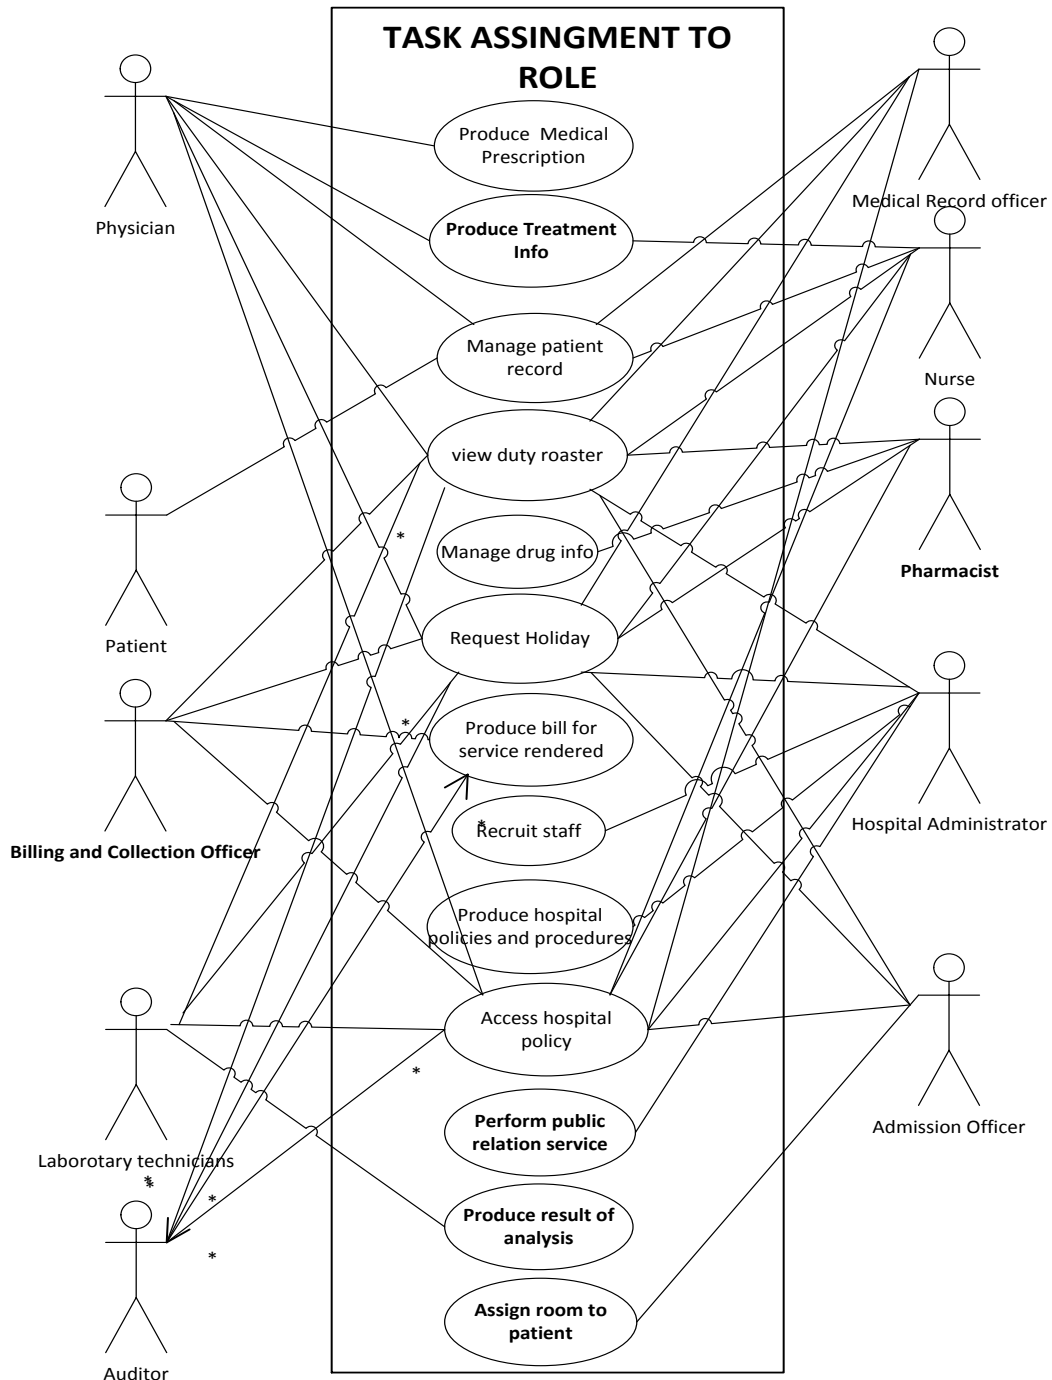 TASK ASSINGMENT TO
ROLE
Produce Medical
Prescription
Produce Treatment
Info
Manage patient
record
view duty roaster
Manage drug info
Request Holiday
Produce bill for
service rendered
Recruit staff
Produce hospital
policies and procedures
Access hospital
policy
Perform public
relation service
Produce result of
analysis
Assign room to
patient
Physician
Patient
Billing and Collection Officer
Laborotary technicians
Auditor
Medical Record officer
Nurse
Pharmacist
Hospital Administrator
Admission Officer
*
*
*
*
*
*
*
*